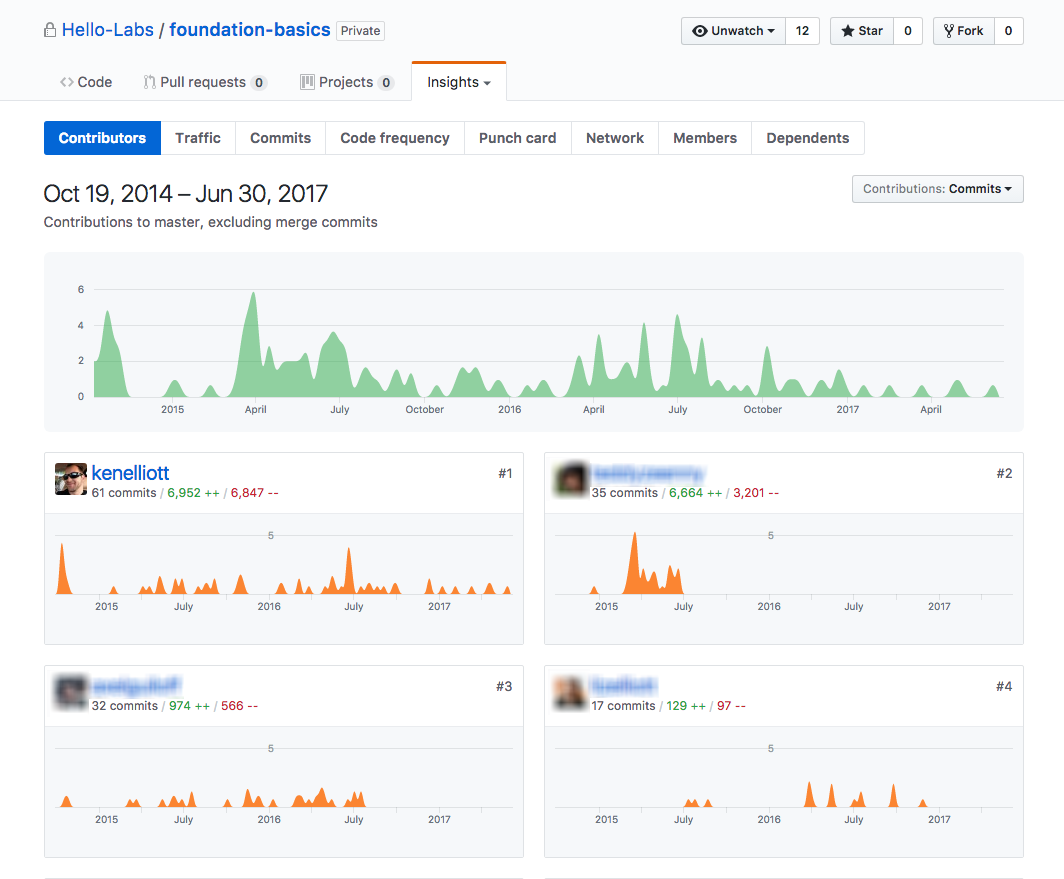 Hello-Labs / foundation-basics Private Unwatch 12 Star 0 Fork 0
Code Pull requests 0 Projects 0 Insights
Contributors Traffic Commits Code frequency Punch card Network Members Dependents
Oct 19, 2014 – Jun 30, 2017 Contributions: Commits
Contributions to master, excluding merge commits
6
4
2
0
2015 April July October 2016 April July October 2017 April
kenelliott #1
61 commits / 6,952 ++ / 6,847 --
5
2015 July 2016 July 2017
#2
35 commits / 6,664 ++ / 3,201 --
5
2015 July 2016 July 2017
#3
32 commits / 974 ++ / 566 --
5
2015 July 2016 July 2017
#4
17 commits / 129 ++ / 97 --
5
2015 July 2016 July 2017